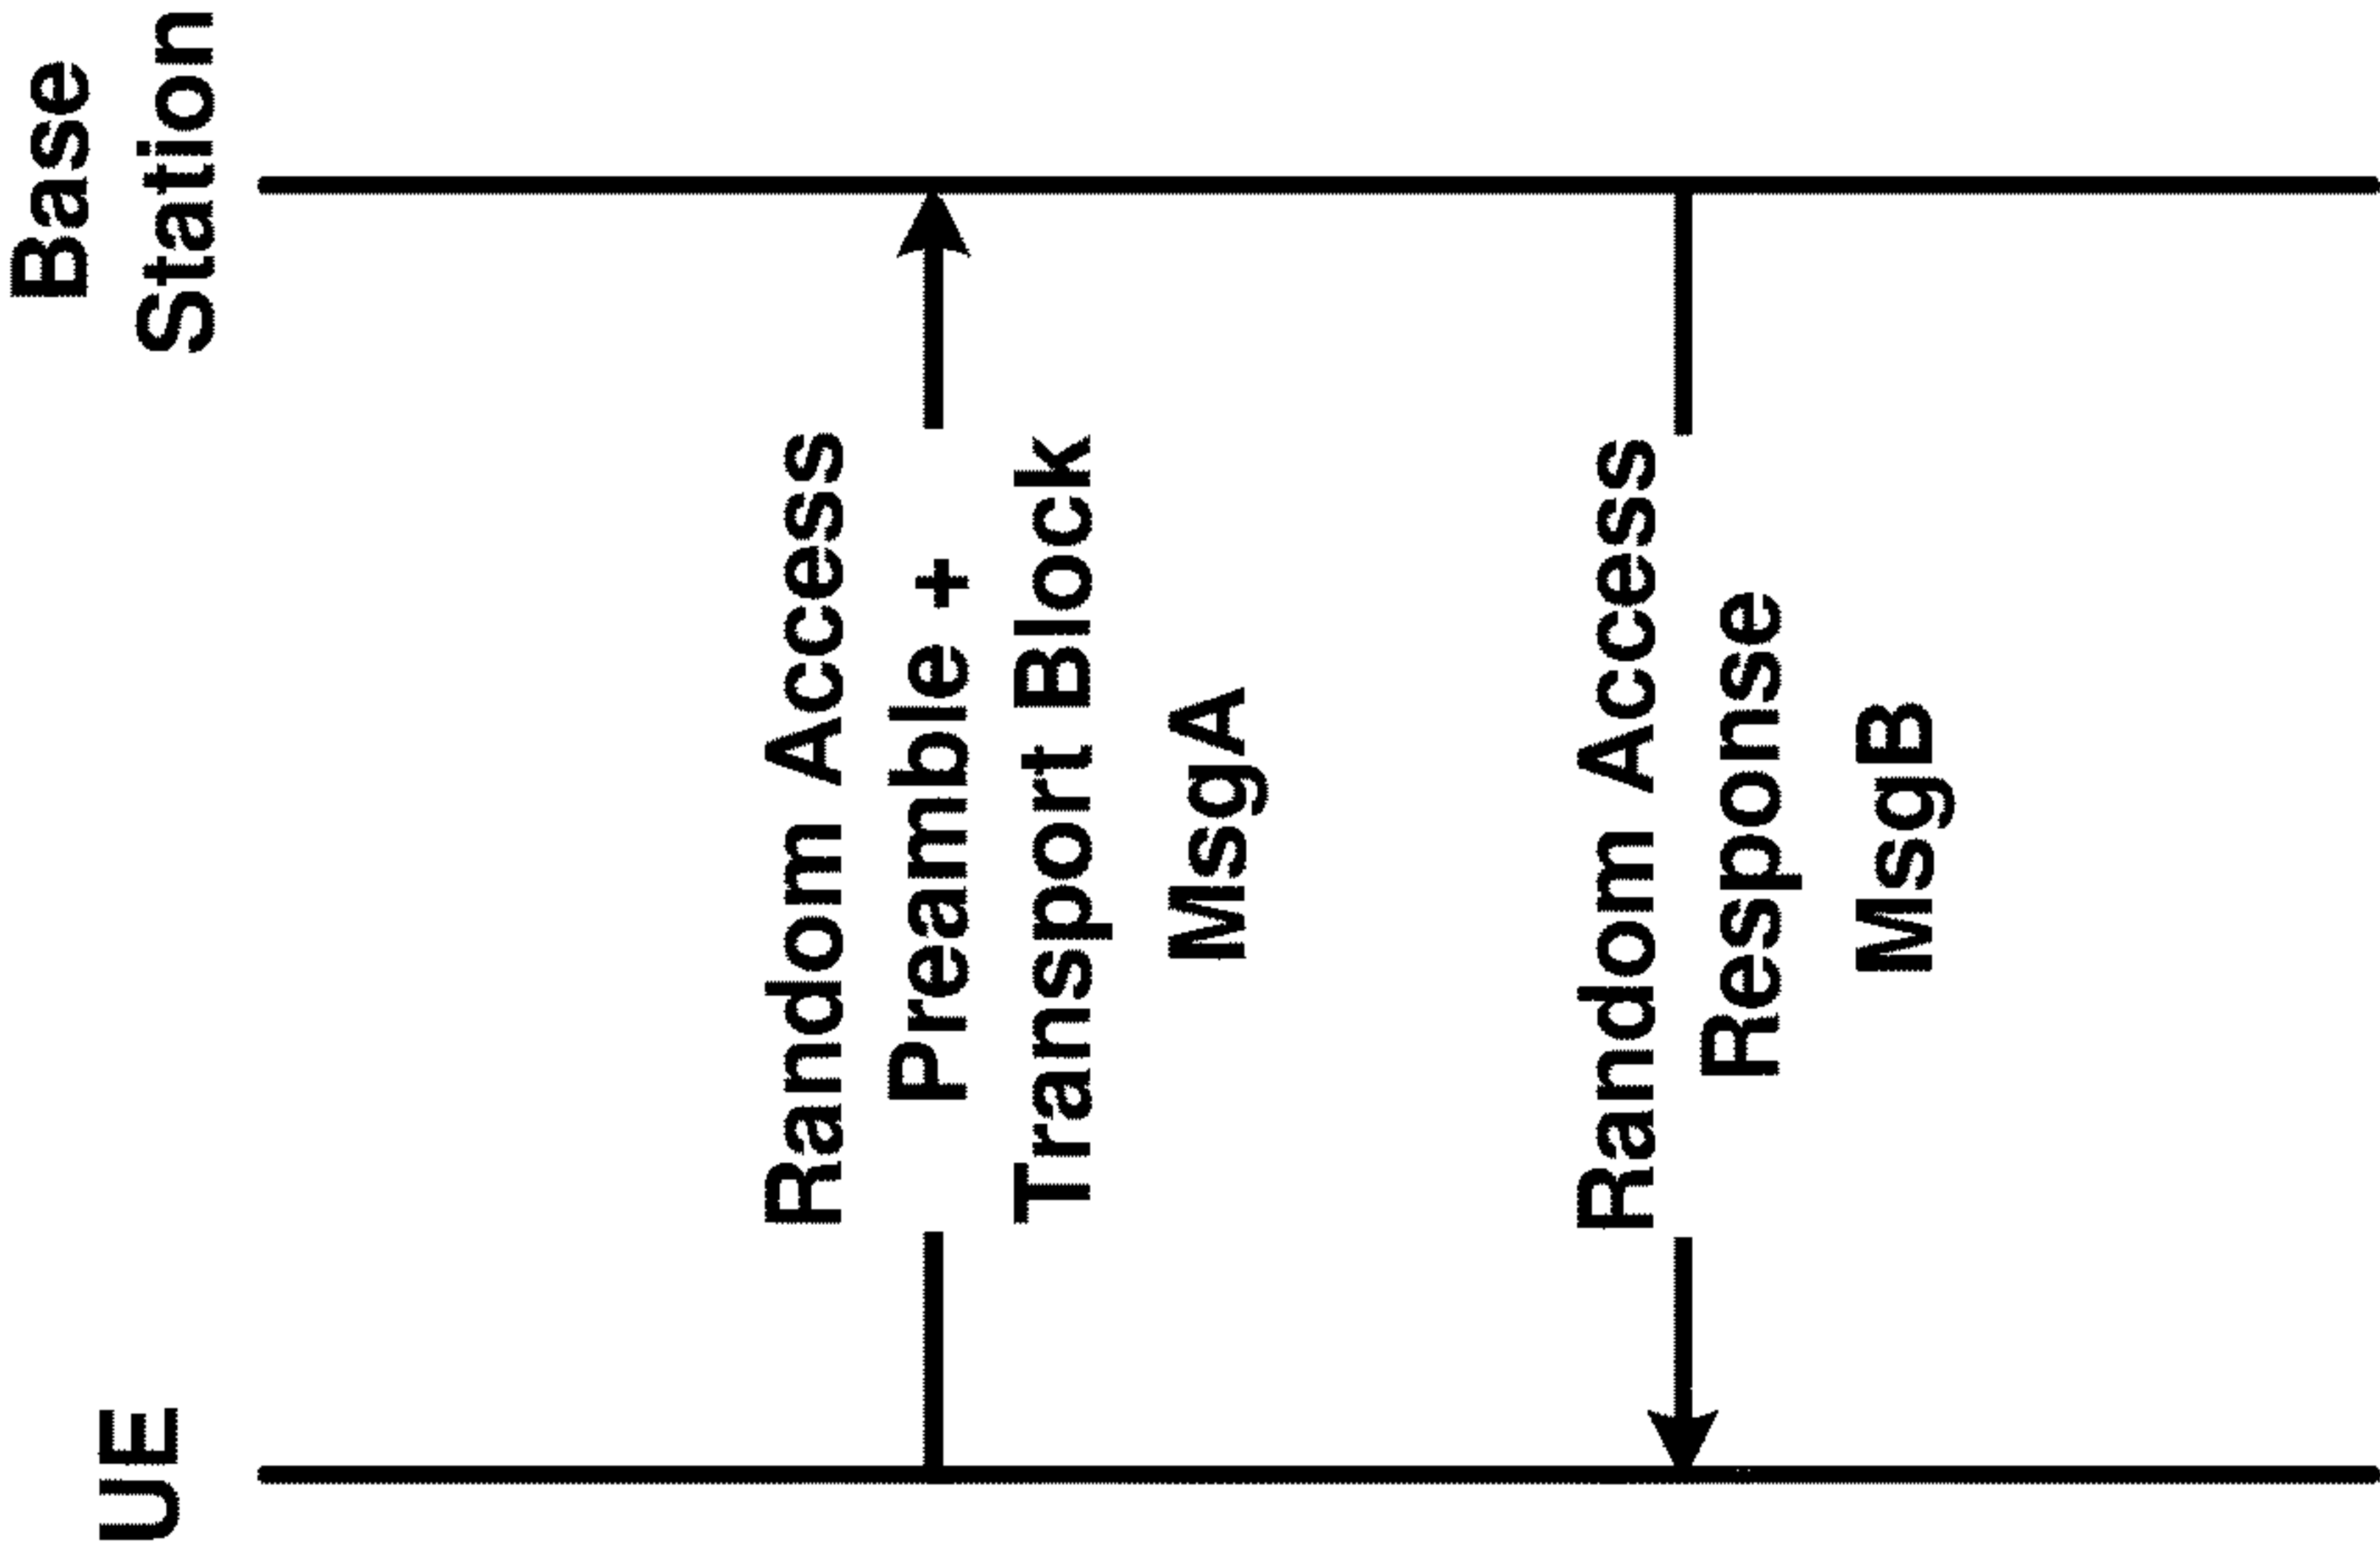 UE
Base
Station
Random Access
Preamble +
Transport Block
MsgA
Random Access
Response
MsgB